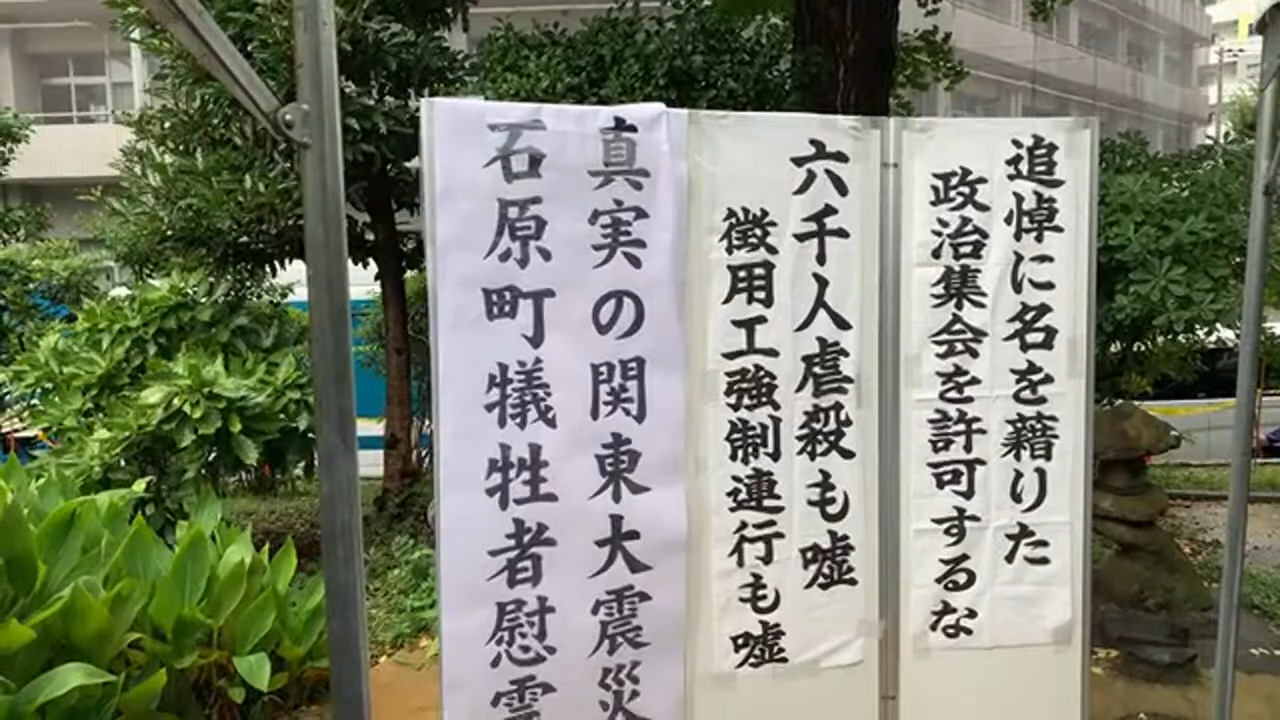 追悼に名を藉りた
政治集会を許可するな
六千人虐殺も嘘
徴用工強制連行も嘘
真実の関東大震災
石原町犠牲者慰霊